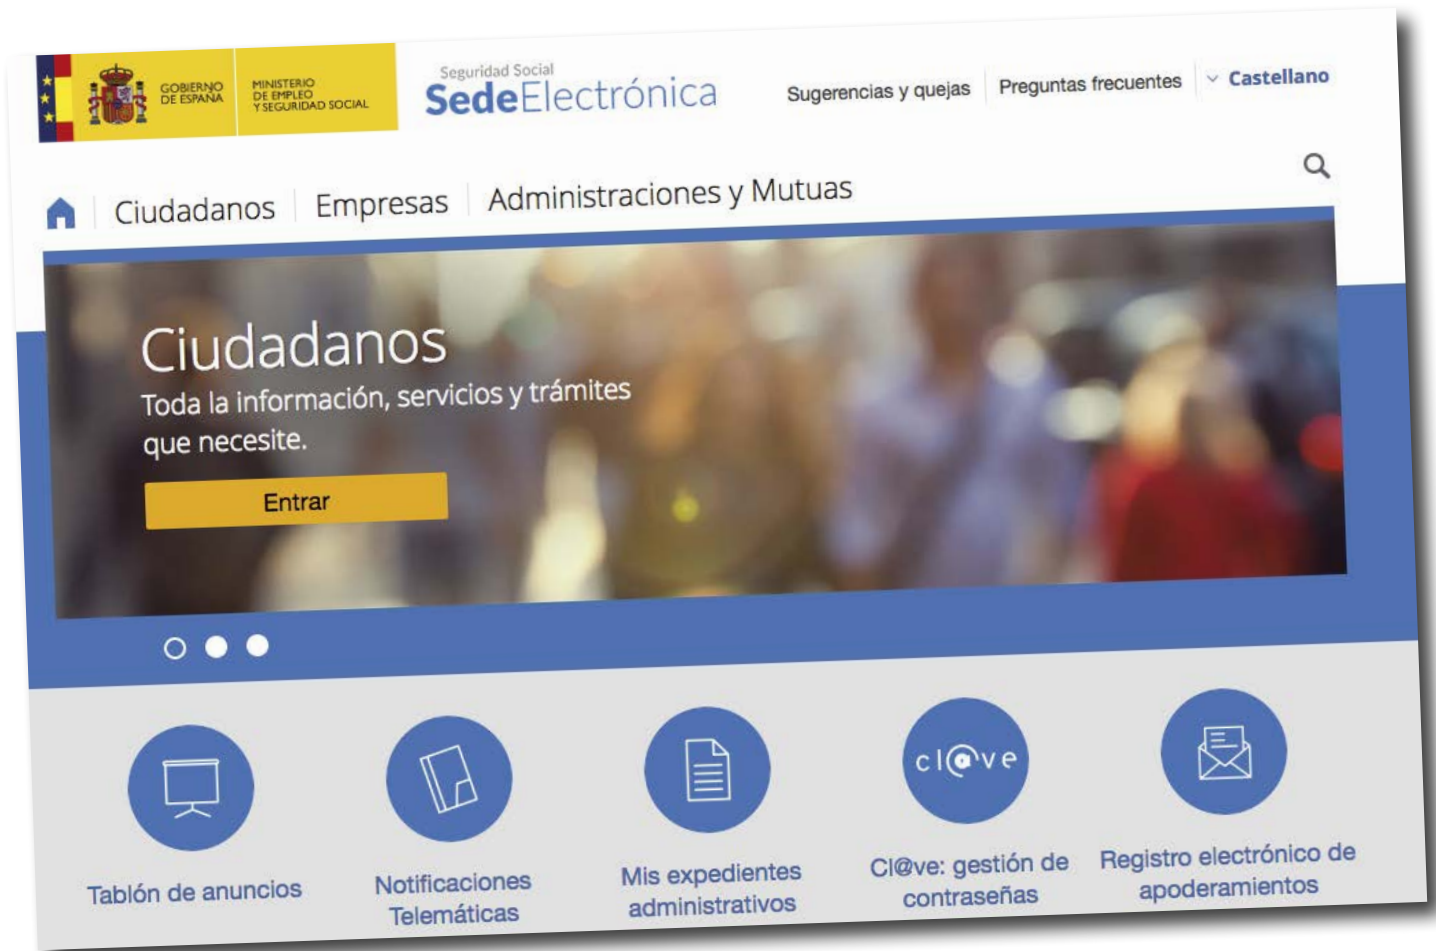 GOBIERNO
DE ESPAÑA
MINISTERIO
DE EMPLEO
Y SEGURIDAD SOCIAL
Seguridad Social
SedeElectrónica
Sugerencias y quejas
Preguntas frecuentes
Castellano
Ciudadanos
Empresas
Administraciones y Mutuas
Ciudadanos
Toda la información, servicios y trámites
que necesite.
Entrar
Tablón de anuncios
Notificaciones
Telemáticas
Mis expedientes
administrativos
cl@ve
Cl@ve: gestión de
contraseñas
Registro electrónico de
apoderamientos